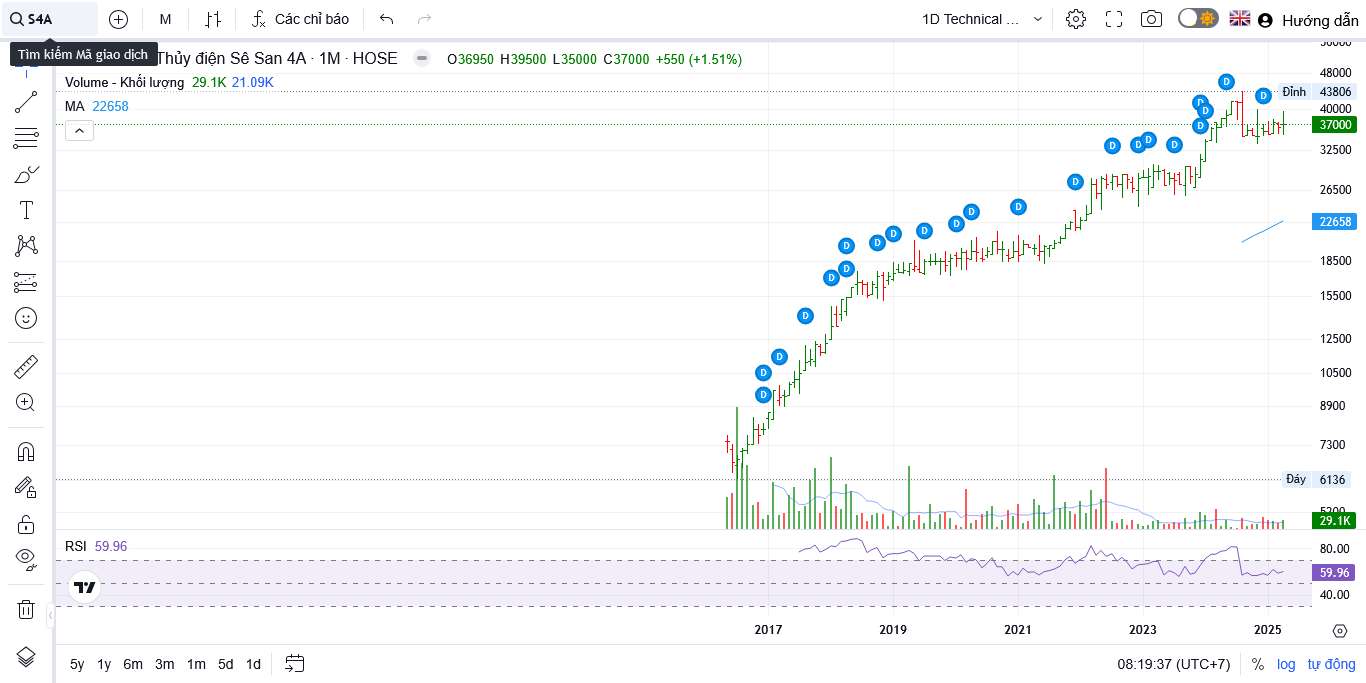 S4A
M
Các chỉ báo
1D Technical ...
Hướng dẫn
Tìm kiếm Mã giao dịch
Thủy điện Sê San 4A · 1M · HOSE
O36950 H39500 L35000 C37000 +550 (+1.51%)
Volume - Khối lượng 29.1K 21.09K
MA 22658
48000
Đỉnh 43806
40000
37000
32500
26500
22658
18500
15500
12500
10500
8900
7300
Đáy 6136
29.1K
D D D D D D D D D D D D D D D D D D D D D D D D
RSI 59.96
80.00
59.96
40.00
2017 2019 2021 2023 2025
5y 1y 6m 3m 1m 5d 1d
08:19:37 (UTC+7) % log tự động